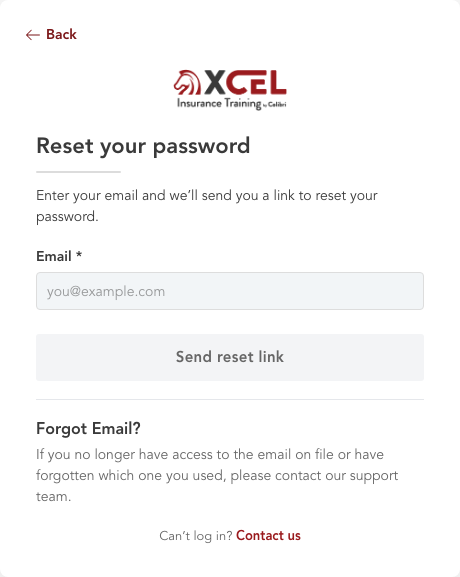 ← Back
XCEL
Insurance Training by Colibri
Reset your password
Enter your email and we’ll send you a link to reset your
password.
Email *
you@example.com
Send reset link
Forgot Email?
If you no longer have access to the email on file or have
forgotten which one you used, please contact our support
team.
Can’t log in? Contact us